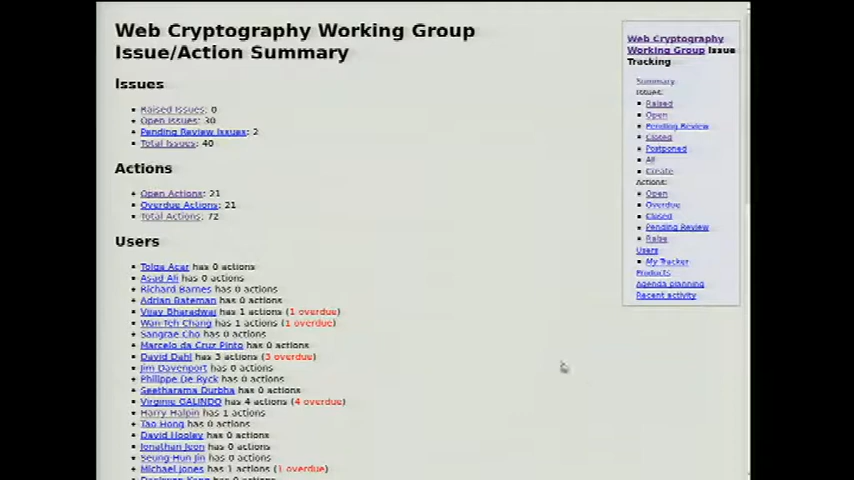 Web Cryptography Working Group
Issue/Action Summary
Issues
Raised Issues: 0
Open Issues: 30
Pending Review Issues: 2
Total Issues: 40
Actions
Open Actions: 21
Overdue Actions: 21
Total Actions: 72
Users
Tolga Acar has 0 actions
Asad Ali has 0 actions
Richard Barnes has 0 actions
Adrian Bateman has 0 actions
Vijay Bharadwaj has 1 actions (1 overdue)
Wan-Teh Chang has 1 actions (1 overdue)
Sangrae Cho has 0 actions
Marcelo da Cruz Pinto has 0 actions
David Dahl has 3 actions (3 overdue)
Jim Davenport has 0 actions
Philippe De Ryck has 0 actions
Seetharama Durbha has 0 actions
Virginie GALINDO has 4 actions (4 overdue)
Harry Halpin has 1 actions
Tao Hong has 0 actions
David Hooley has 0 actions
Jonathan Jeon has 0 actions
Seung-Hun Jin has 0 actions
Michael Jones has 1 actions (1 overdue)
Web Cryptography
Working Group Issue
Tracking
Summary
Issues:
Raised
Open
Pending Review
Closed
Postponed
All
Create
Actions:
Open
Overdue
Closed
Pending Review
Raise
Users
My Tracker
Products
Agenda planning
Recent activity